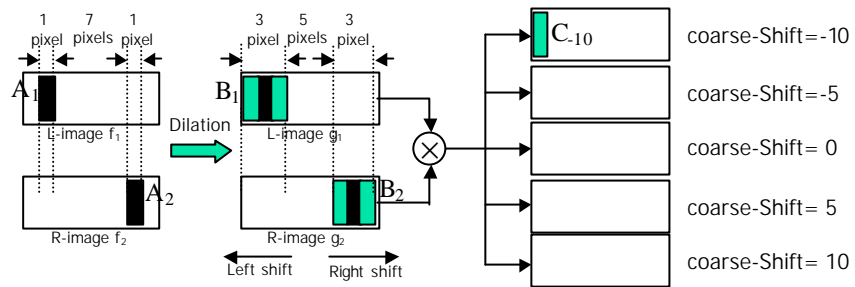 1 7 1
pixel pixels pixel
A₁
L-image f₁
A₂
R-image f₂
Dilation
3 5 3
pixel pixels pixel
B₁
L-image g₁
B₂
R-image g₂
Left shift Right shift
C₋₁₀
coarse-Shift=-10
coarse-Shift=-5
coarse-Shift= 0
coarse-Shift= 5
coarse-Shift= 10